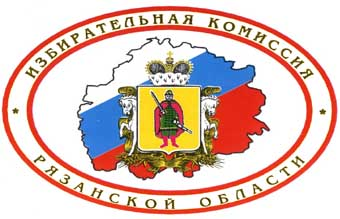 ИЗБИРАТЕЛЬНАЯ КОМИССИЯ
РЯЗАНСКОЙ ОБЛАСТИ